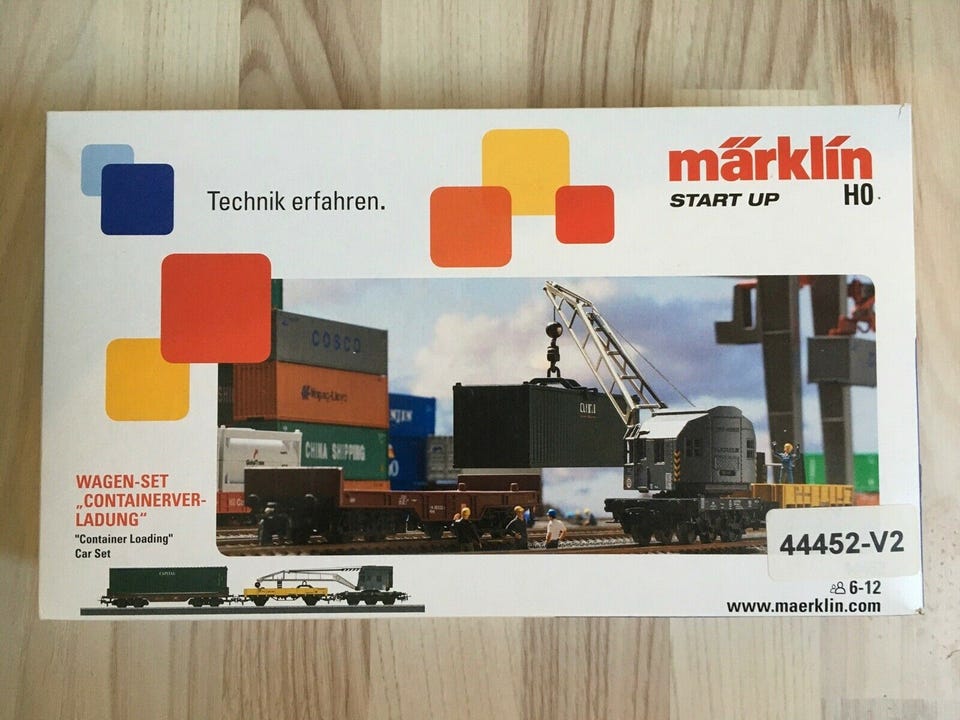 Technik erfahren.
märklin
START UP
H0
COSCO
Hapag-Lloyd
CHINA SHIPPING
WAGEN-SET
„CONTAINERVER-
LADUNG“
"Container Loading"
Car Set
44452-V2
6-12
www.maerklin.com
CAPITAL